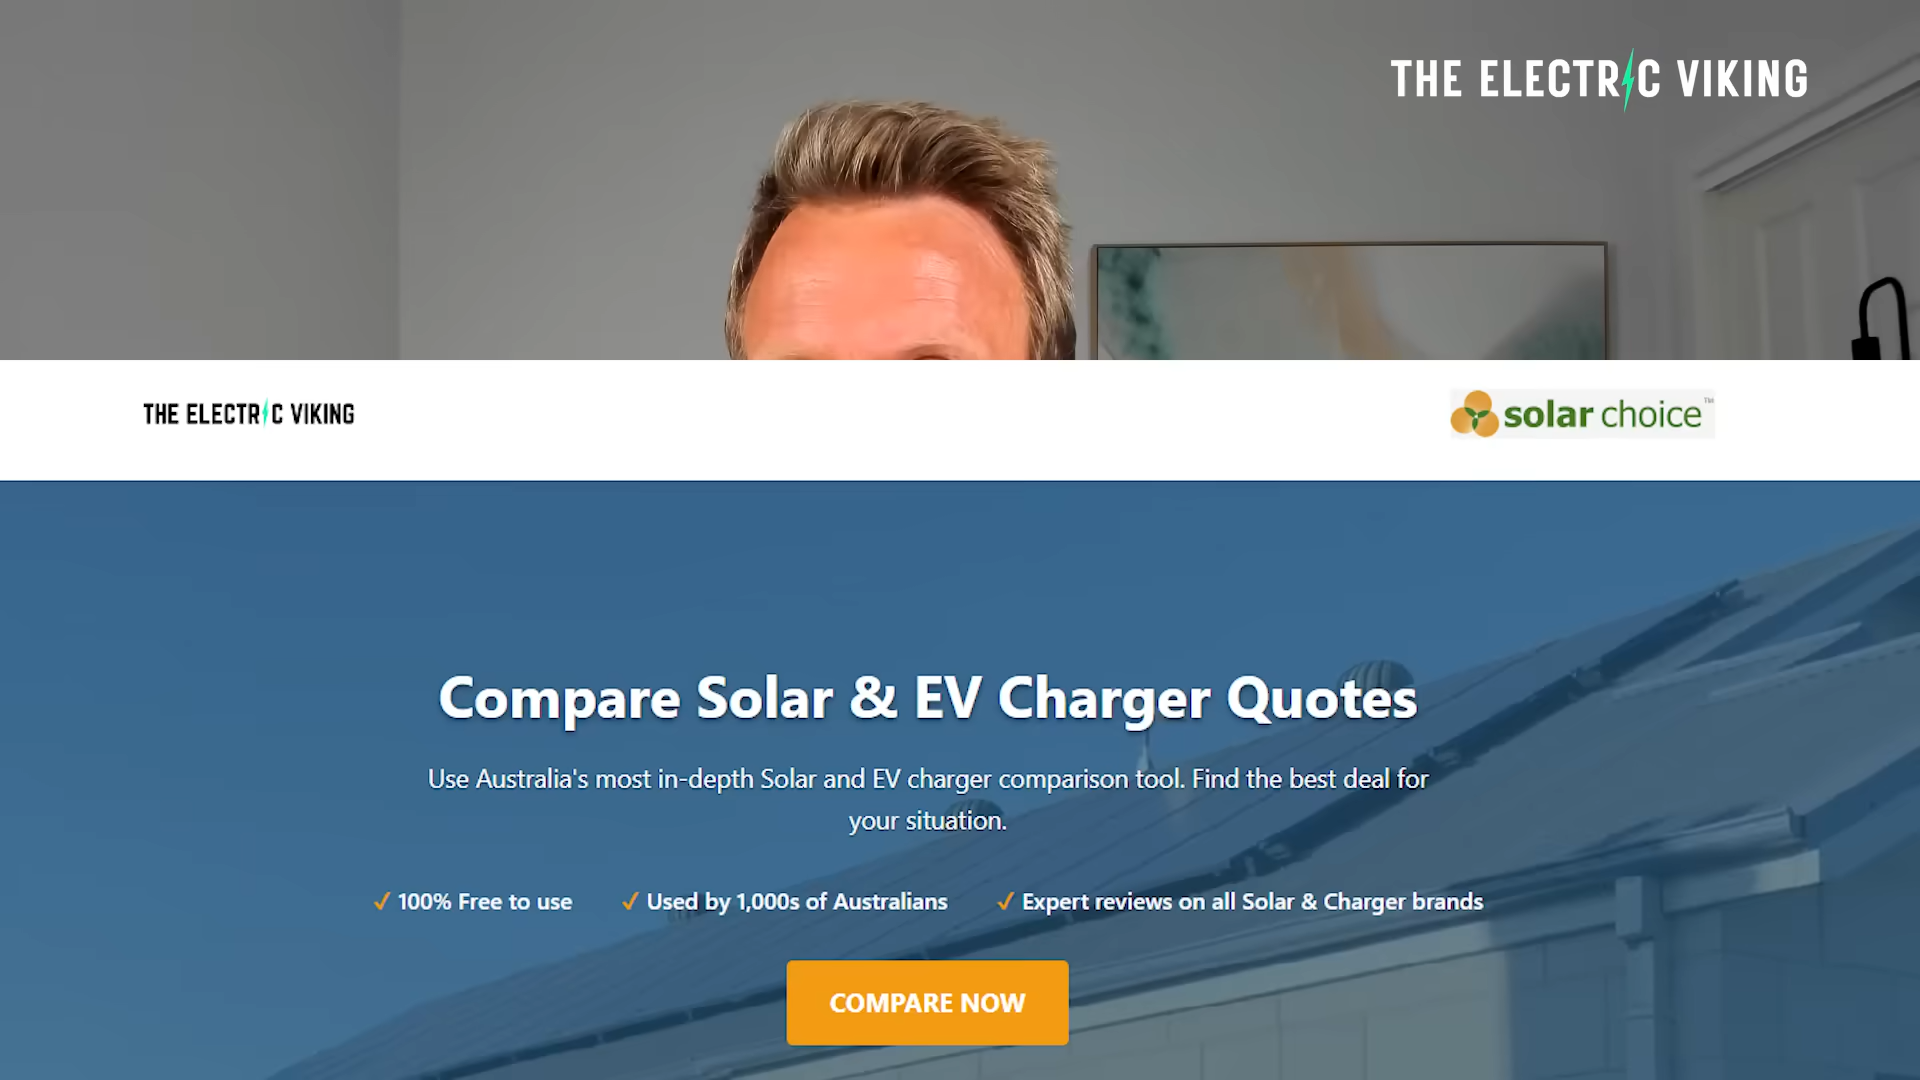 THE ELECTRIC VIKING
THE ELECTRIC VIKING
solar choice™
Compare Solar & EV Charger Quotes
Use Australia's most in-depth Solar and EV charger comparison tool. Find the best deal for
your situation.
✓ 100% Free to use
✓ Used by 1,000s of Australians
✓ Expert reviews on all Solar & Charger brands
COMPARE NOW